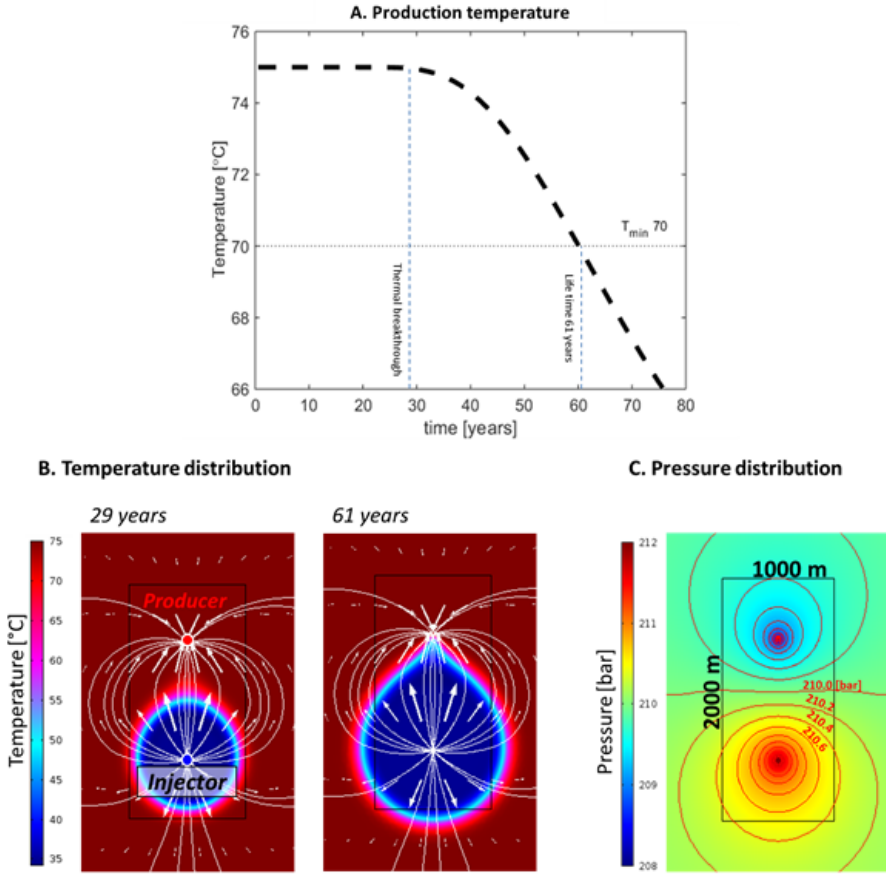 A. Production temperature
76
74
72
70
68
66
Temperature [°C]
T_min 70
Thermal breakthrough
Life time 61 years
0 10 20 30 40 50 60 70 80
time [years]
B. Temperature distribution
C. Pressure distribution
29 years
61 years
75
70
65
60
55
50
45
40
35
Temperature [°C]
Producer
Injector
212
211
210
209
208
Pressure [bar]
1000 m
2000 m
210.0 [bar]
210.2
210.4
210.6